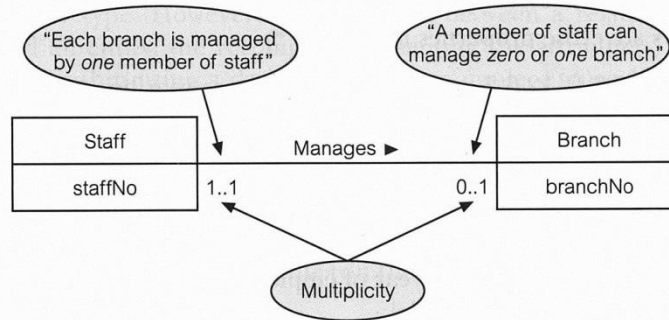 “Each branch is managed
by one member of staff”
“A member of staff can
manage zero or one branch”
Staff
Manages ►
Branch
staffNo
1..1
0..1
branchNo
Multiplicity